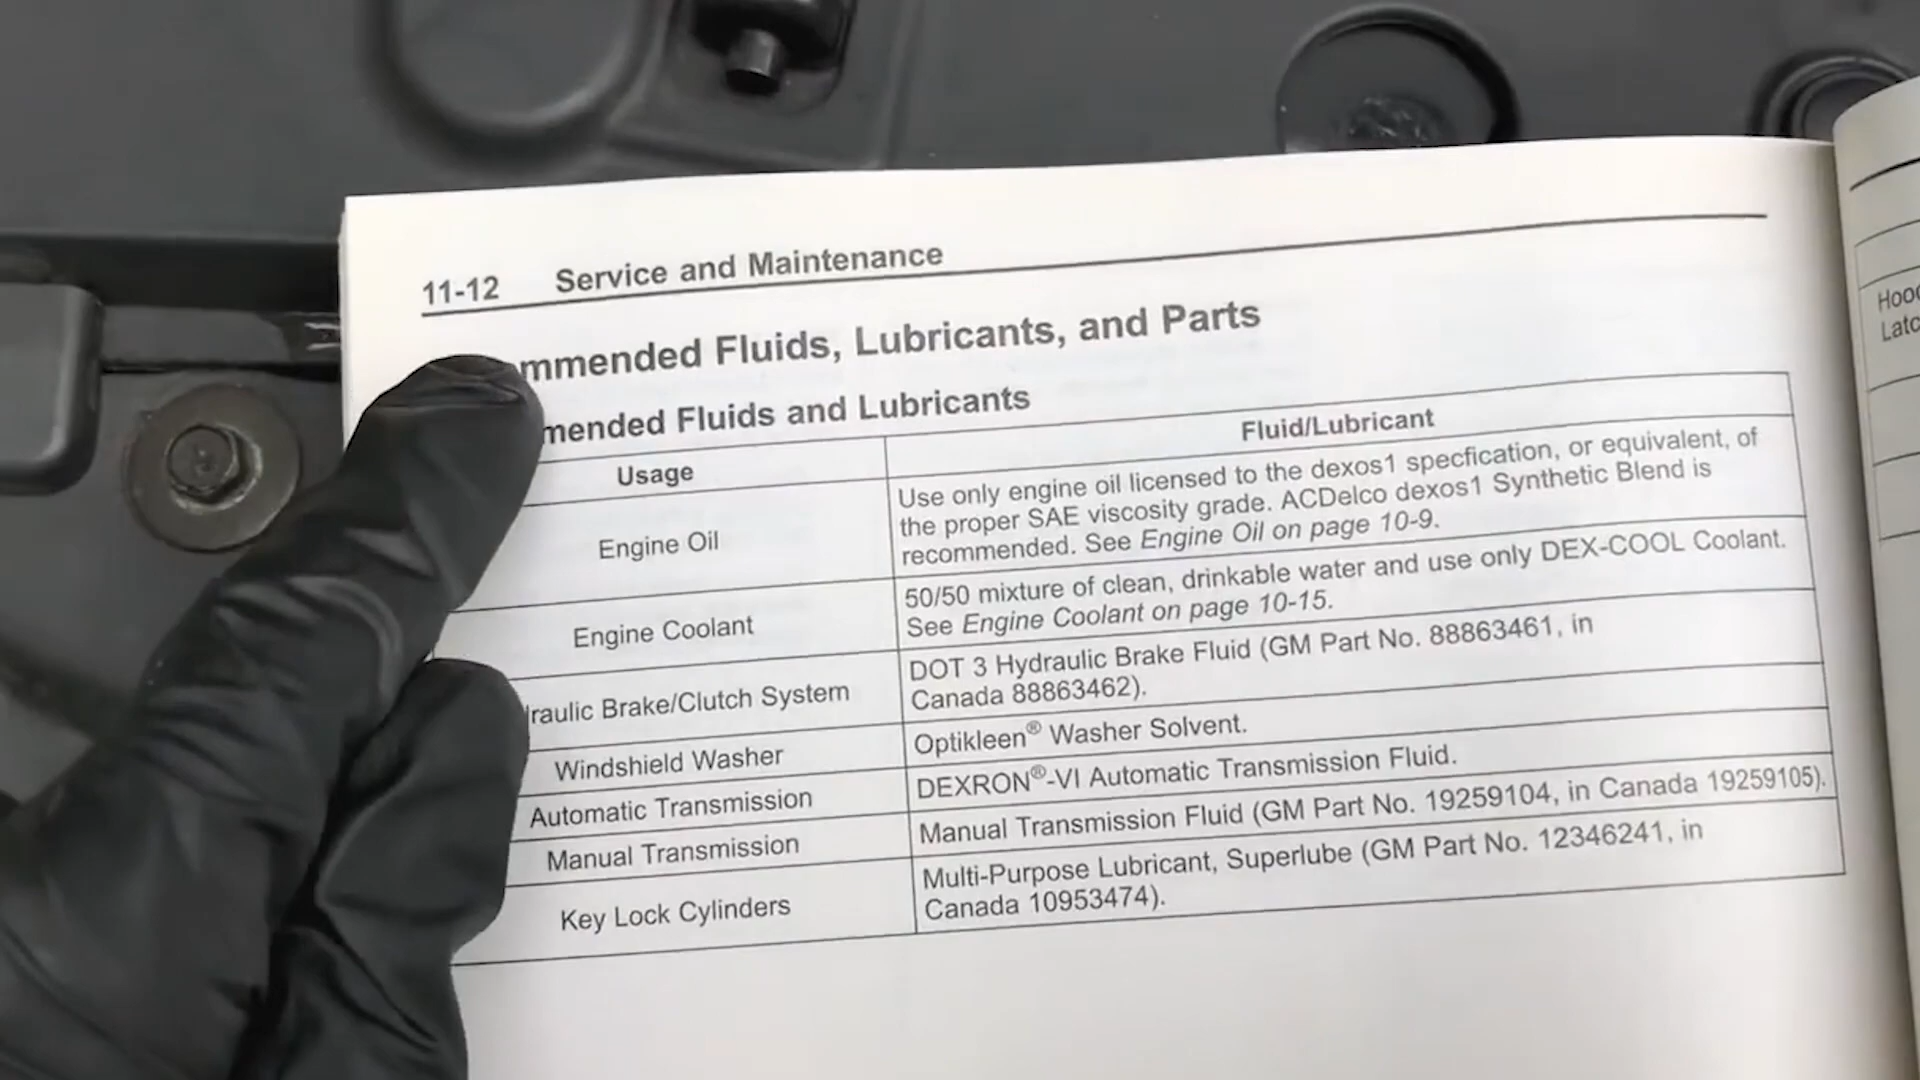 11-12 Service and Maintenance
mmended Fluids, Lubricants, and Parts
mended Fluids and Lubricants
Usage
Fluid/Lubricant
Engine Oil
Use only engine oil licensed to the dexos1 specfication, or equivalent, of
the proper SAE viscosity grade. ACDelco dexos1 Synthetic Blend is
recommended. See Engine Oil on page 10-9.
Engine Coolant
50/50 mixture of clean, drinkable water and use only DEX-COOL Coolant.
See Engine Coolant on page 10-15.
raulic Brake/Clutch System
DOT 3 Hydraulic Brake Fluid (GM Part No. 88863461, in
Canada 88863462).
Windshield Washer
Optikleen® Washer Solvent.
Automatic Transmission
DEXRON®-VI Automatic Transmission Fluid.
Manual Transmission
Manual Transmission Fluid (GM Part No. 19259104, in Canada 19259105).
Key Lock Cylinders
Multi-Purpose Lubricant, Superlube (GM Part No. 12346241, in
Canada 10953474).
Hood
Latc